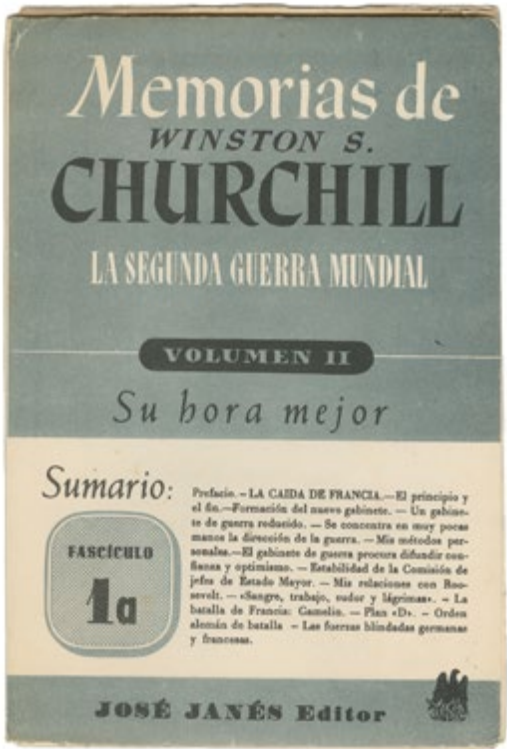 Memorias de
WINSTON S.
CHURCHILL
LA SEGUNDA GUERRA MUNDIAL
VOLUMEN II
Su hora mejor
Sumario:
FASCÍCULO
1a
Prefacio. – LA CAIDA DE FRANCIA. — El principio y
el fin. — Formación del nuevo gabinete. — Un gabine-
te de guerra reducido. — Se concentra en muy pocas
manos la dirección de la guerra. — Mis métodos per-
sonales. — El gabinete de guerra procura difundir con-
fianza y optimismo. — Estabilidad de la Comisión de
jefes de Estado Mayor. — Mis relaciones con Roo-
sevelt. — «Sangre, trabajo, sudor y lágrimas». – La
batalla de Francia: Gamelin. — Plan «D». – Orden
alemán de batalla – Las fuerzas blindadas germanas
y francesas.
JOSÉ JANÉS Editor